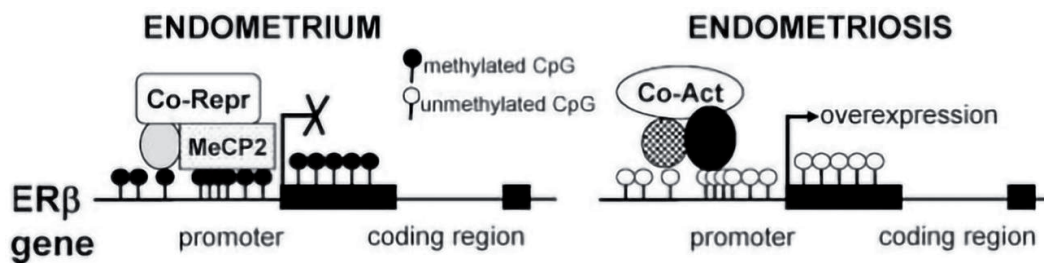 ENDOMETRIUM
ENDOMETRIOSIS
methylated CpG
unmethylated CpG
Co-Repr
MeCP2
X
Co-Act
overexpression
ERβ
gene
promoter
coding region
promoter
coding region